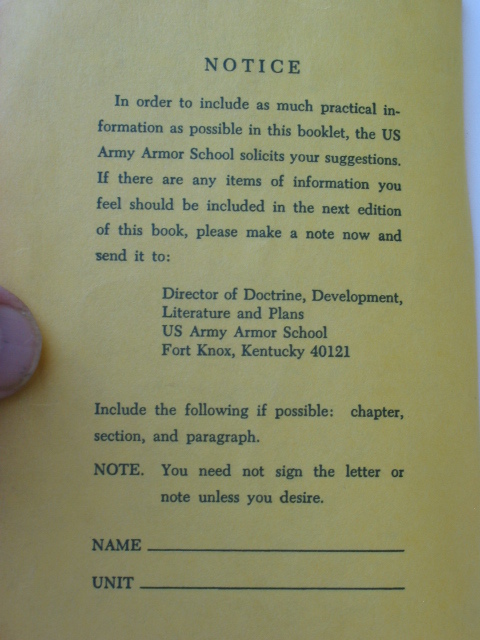 NOTICE
In order to include as much practical in-
formation as possible in this booklet, the US
Army Armor School solicits your suggestions.
If there are any items of information you
feel should be included in the next edition
of this book, please make a note now and
send it to:
Director of Doctrine, Development,
Literature and Plans
US Army Armor School
Fort Knox, Kentucky 40121
Include the following if possible: chapter,
section, and paragraph.
NOTE. You need not sign the letter or
note unless you desire.
NAME
UNIT